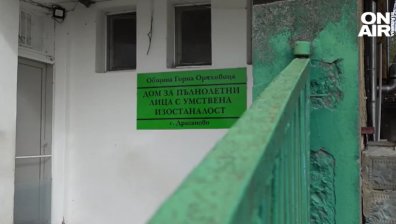 ON
AIR
Община Горна Оряховица
ДОМ ЗА ПЪЛНОЛЕТНИ
ЛИЦА С УМСТВЕНА
ИЗОСТАНАЛОСТ
с. Драганово